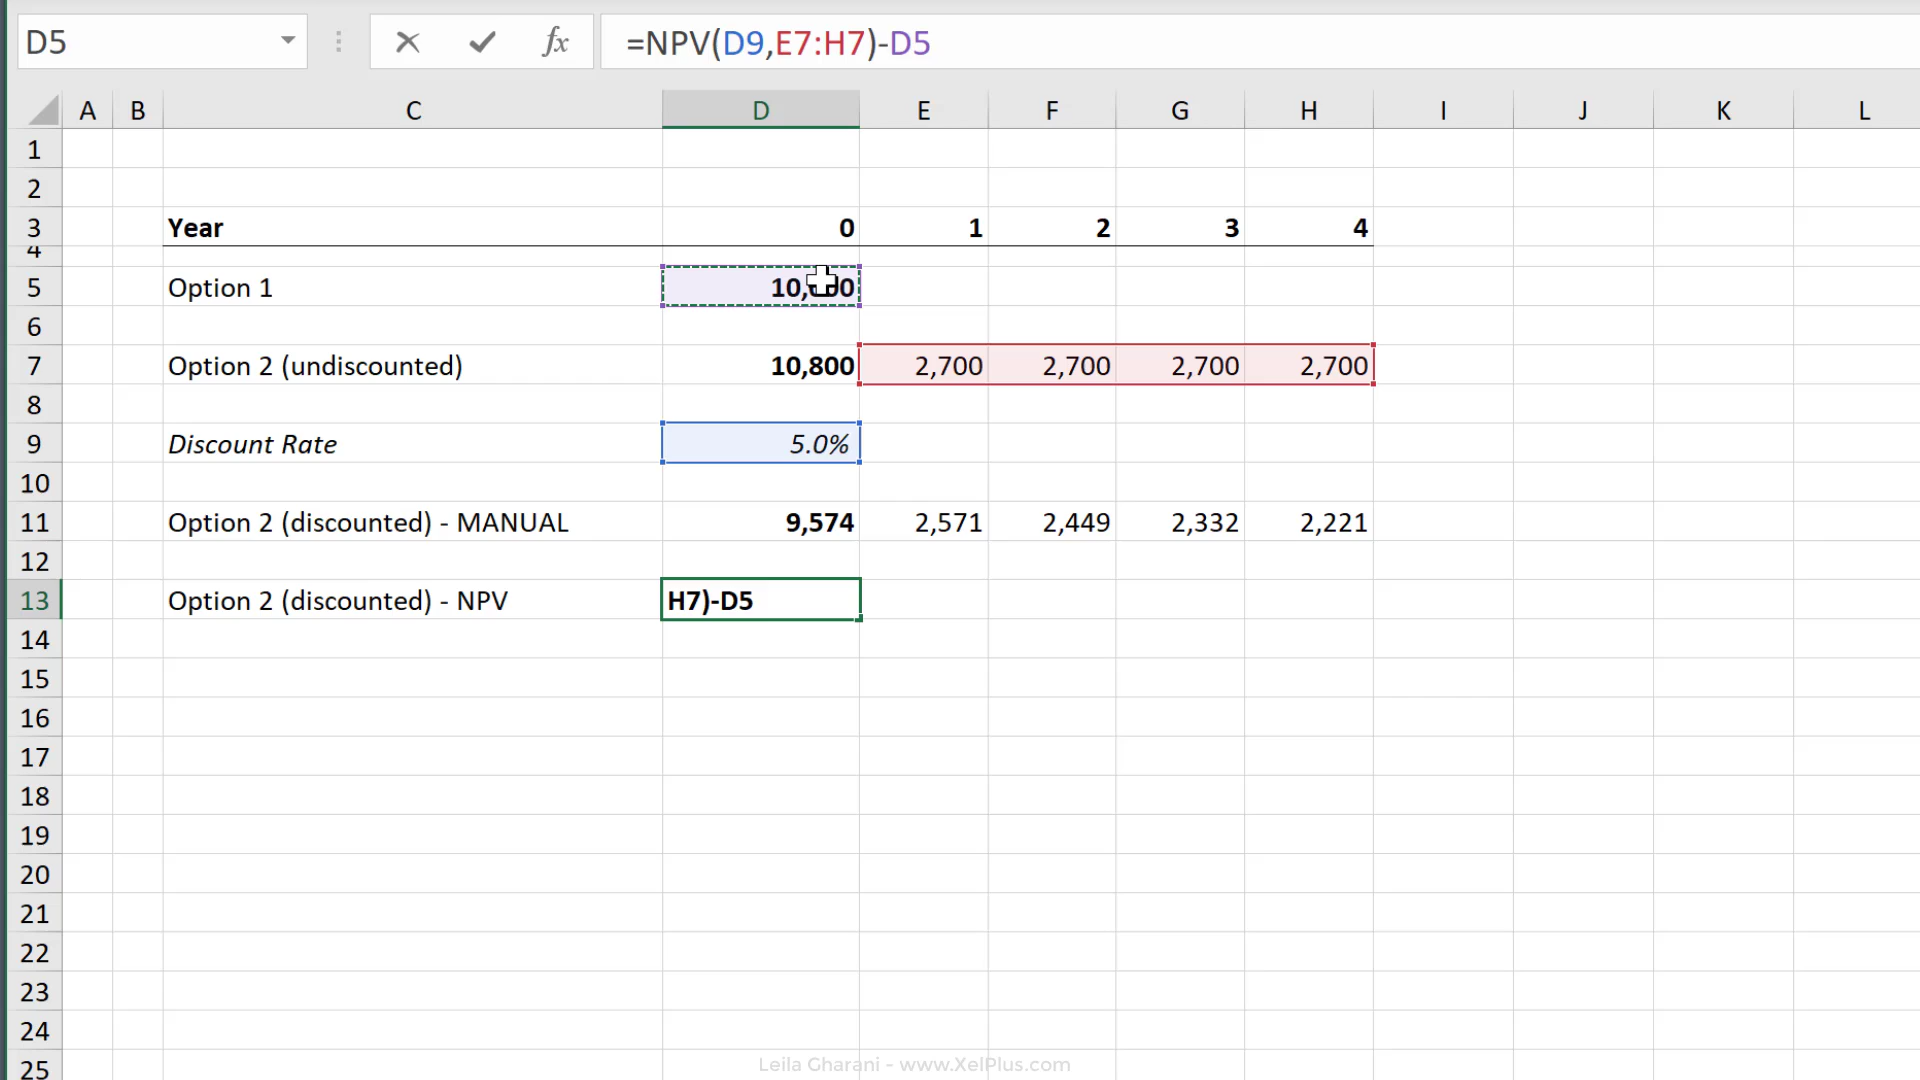 D5 fx =NPV(D9,E7:H7)-D5
A B C D E F G H I J K L
1
2
3 Year 0 1 2 3 4
4
5 Option 1
6
7 Option 2 (undiscounted) 10,800 2,700 2,700 2,700 2,700
8
9 Discount Rate 5.0%
10
11 Option 2 (discounted) - MANUAL 9,574 2,571 2,449 2,332 2,221
12
13 Option 2 (discounted) - NPV H7)-D5
14
15
16
17
18
19
20
21
22
23
24
25
Leila Gharani - www.XelPlus.com